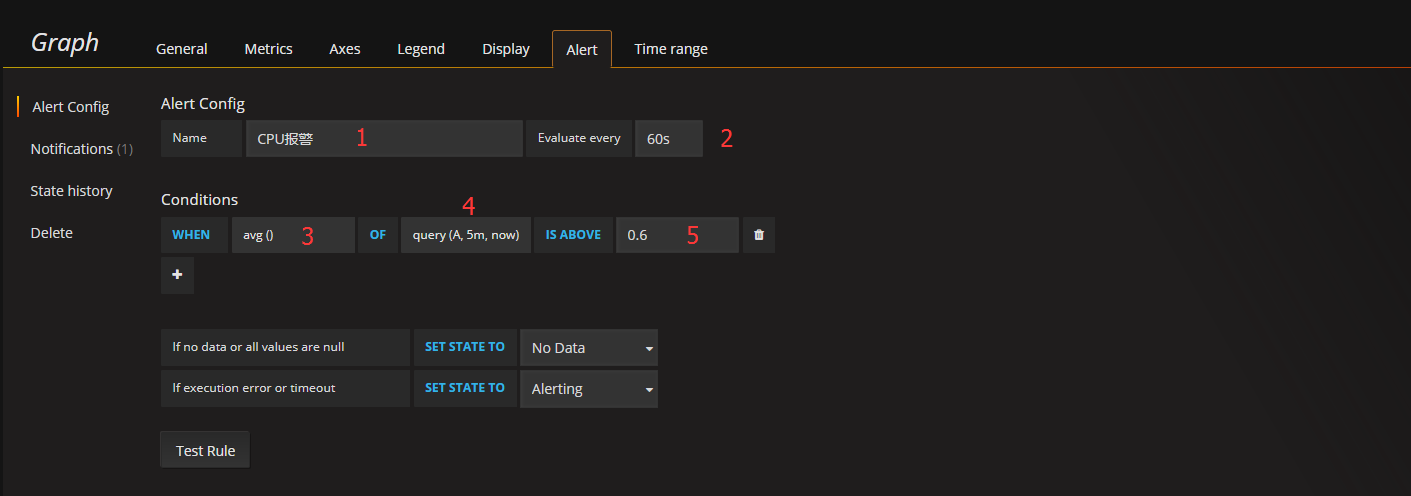 Graph General Metrics Axes Legend Display Alert Time range
Alert Config
Notifications (1)
State history
Delete
Alert Config
Name CPU报警 1 Evaluate every 60s 2
Conditions
4
WHEN avg () 3 OF query (A, 5m, now) IS ABOVE 0.6 5
+
If no data or all values are null SET STATE TO No Data
If execution error or timeout SET STATE TO Alerting
Test Rule